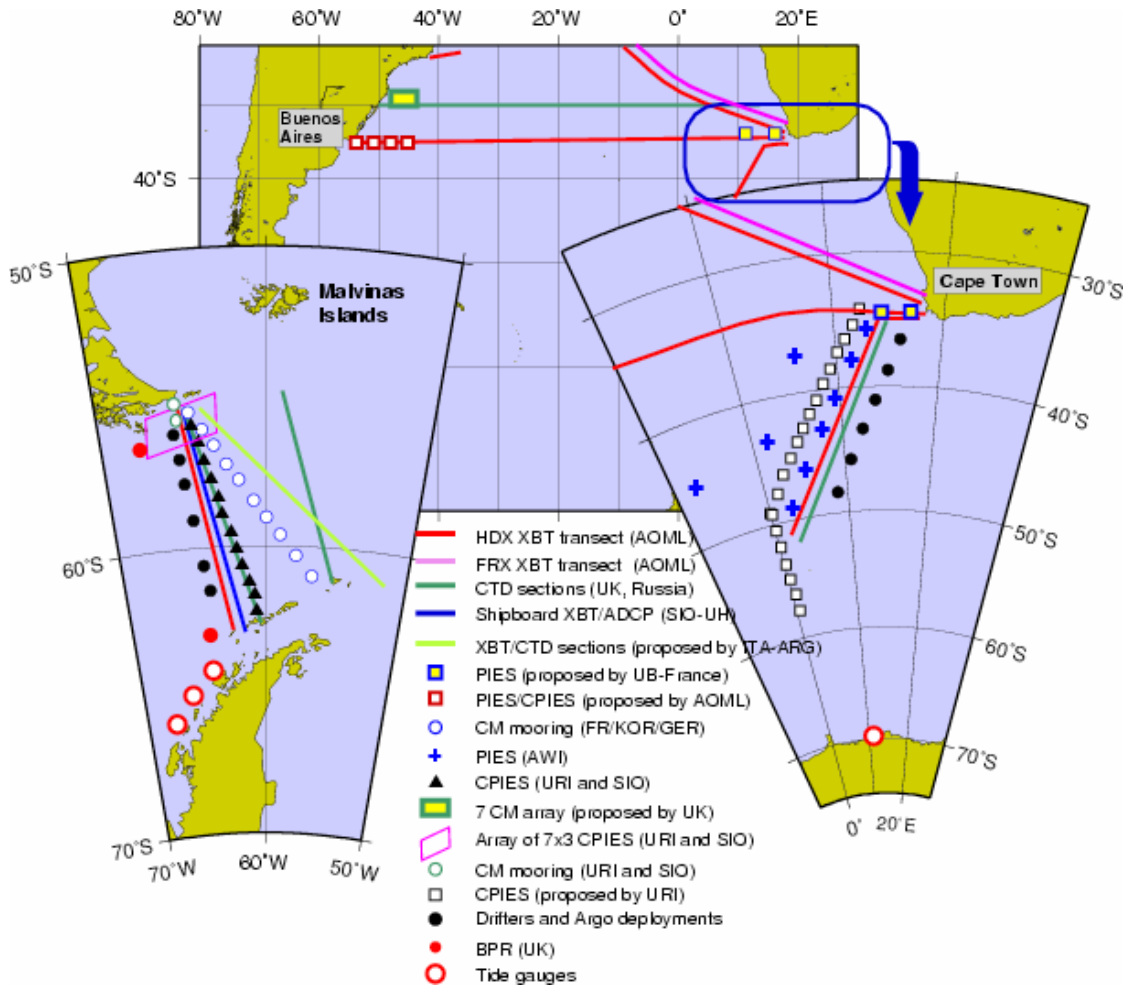 80°W 60°W 40°W 20°W 0° 20°E
Buenos
Aires
40°S
50°S
Malvinas
Islands
Cape Town
30°S
40°S
50°S
60°S
60°S
70°S
0° 20°E
70°S
70°W 60°W 50°W
HDX XBT transect (AOML)
FRX XBT transect (AOML)
CTD sections (UK, Russia)
Shipboard XBT/ADCP (SIO-UH)
XBT/CTD sections (proposed by ITA-ARG)
PIES (proposed by UB-France)
PIES/CPIES (proposed by AOML)
CM mooring (FR/KOR/GER)
PIES (AWI)
CPIES (URI and SIO)
7 CM array (proposed by UK)
Array of 7x3 CPIES (URI and SIO)
CM mooring (URI and SIO)
CPIES (proposed by URI)
Drifters and Argo deployments
BPR (UK)
Tide gauges